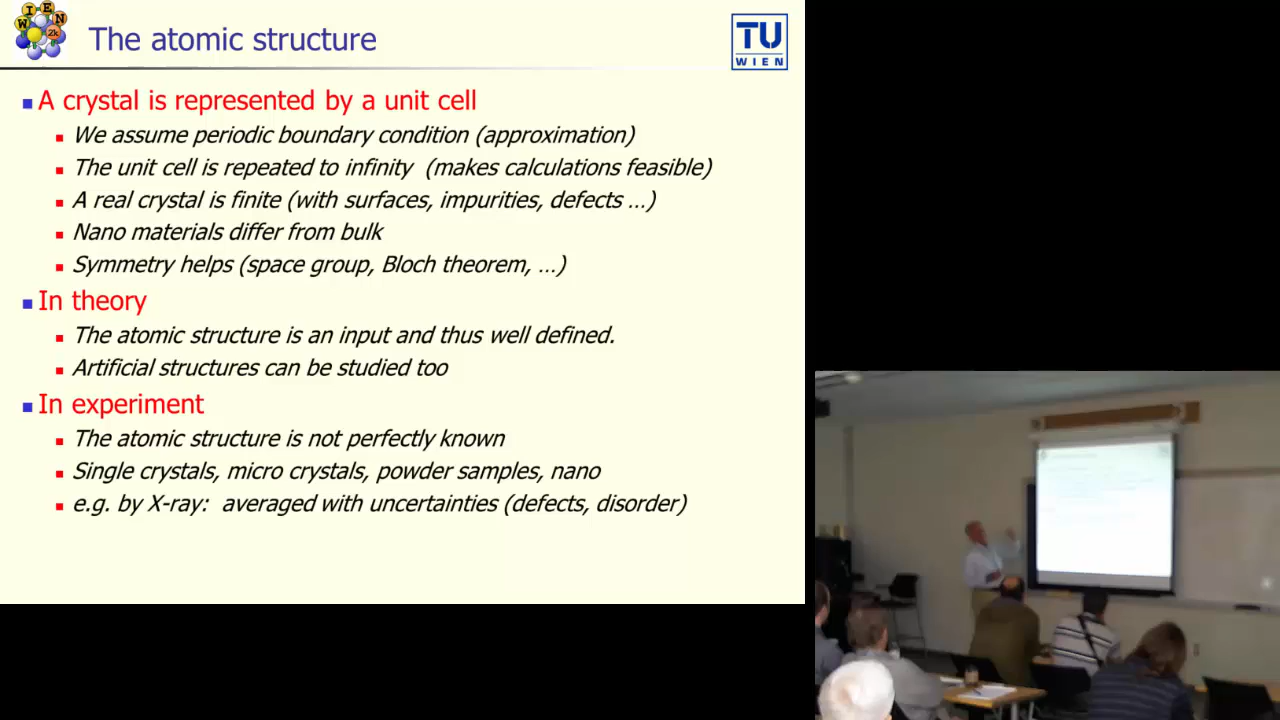 WIEN
2k
The atomic structure
TU
WIEN
A crystal is represented by a unit cell
We assume periodic boundary condition (approximation)
The unit cell is repeated to infinity (makes calculations feasible)
A real crystal is finite (with surfaces, impurities, defects ...)
Nano materials differ from bulk
Symmetry helps (space group, Bloch theorem, ...)
In theory
The atomic structure is an input and thus well defined.
Artificial structures can be studied too
In experiment
The atomic structure is not perfectly known
Single crystals, micro crystals, powder samples, nano
e.g. by X-ray: averaged with uncertainties (defects, disorder)